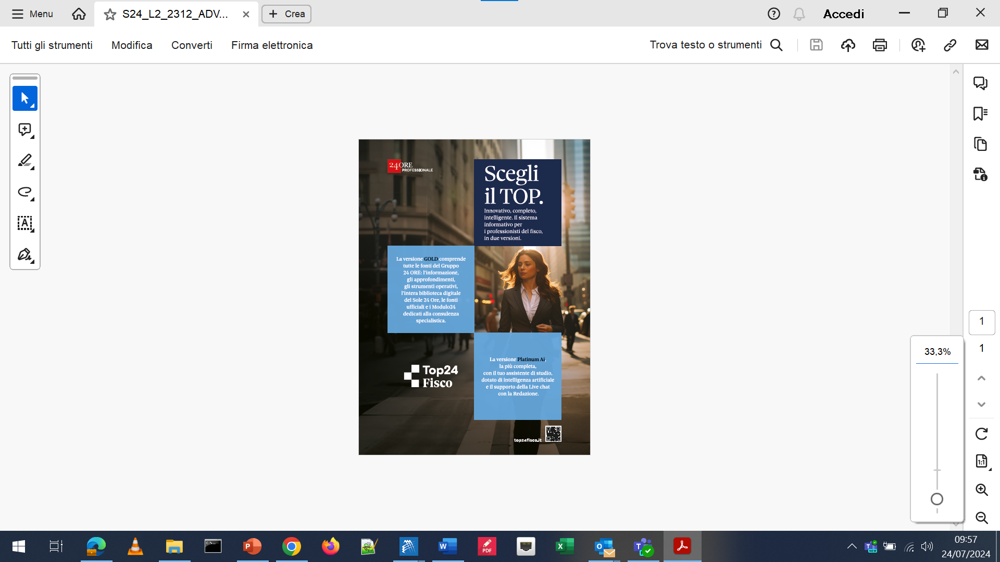 Menu
S24_L2_2312_ADV...
Crea
Accedi
Tutti gli strumenti
Modifica
Converti
Firma elettronica
Trova testo o strumenti
24ORE
PROFESSIONALE
Scegli
il TOP.
Innovativo, completo,
intelligente. Il sistema
informativo per
i professionisti del fisco,
in due versioni.
La versione GOLD comprende
tutte le fonti del Gruppo
24 ORE: l'informazione,
gli approfondimenti,
gli strumenti operativi,
l'intera biblioteca digitale
del Sole 24 Ore, le fonti
ufficiali e i Modulo24
dedicati alla consulenza
specialistica.
Top24
Fisco
La versione Platinum Ai,
la più completa,
con il tuo assistente di studio,
dotato di intelligenza artificiale
e il supporto della Live chat
con la Redazione.
top24fisco.it
1
1
33,3%
09:57
24/07/2024